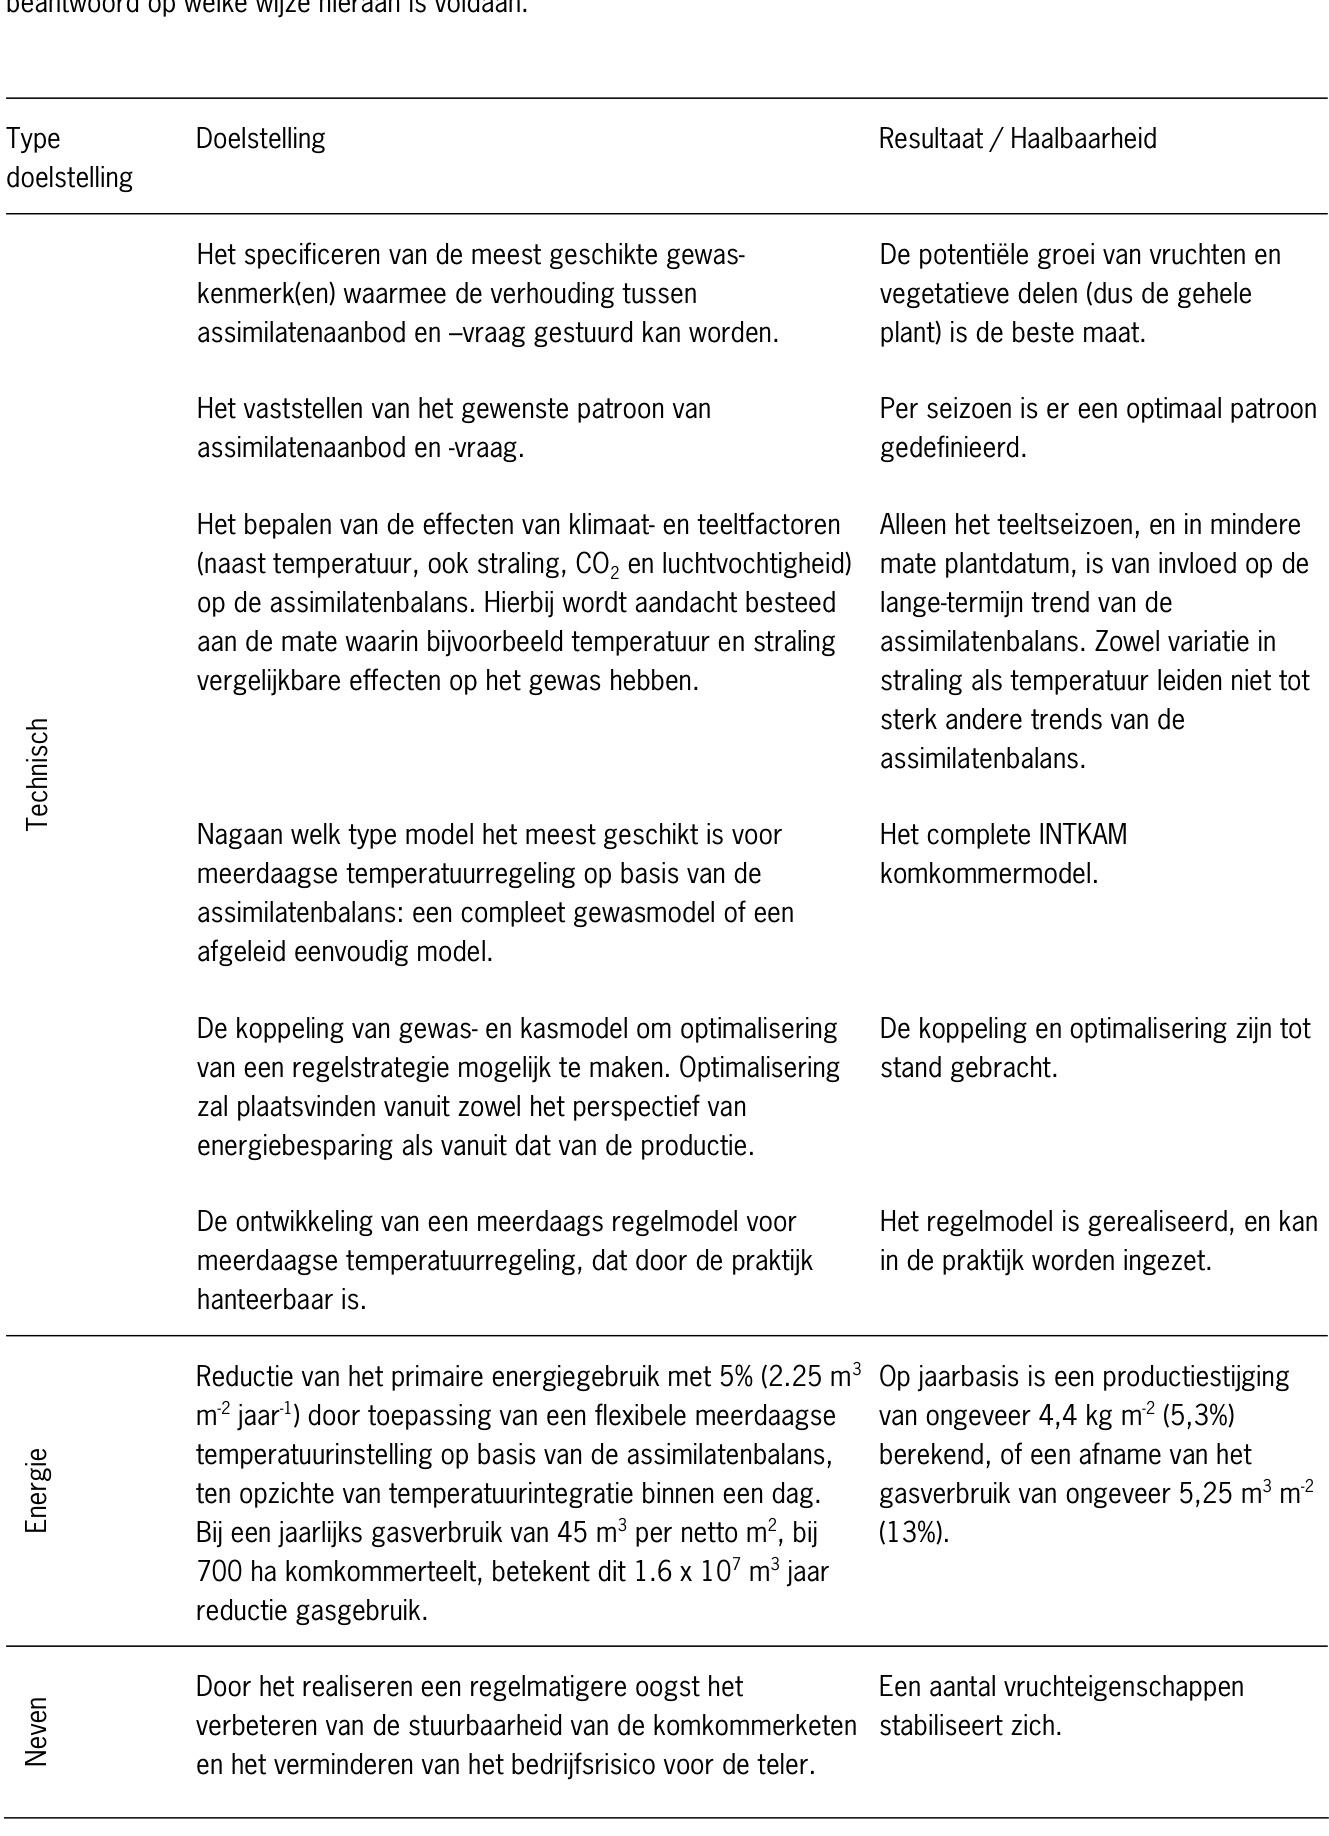 beantwoord op welke wijze hieraan is voldaan.
Type
doelstelling
Doelstelling
Resultaat / Haalbaarheid
Technisch
Het specificeren van de meest geschikte gewas-
kenmerk(en) waarmee de verhouding tussen
assimilatenaanbod en –vraag gestuurd kan worden.
De potentiële groei van vruchten en
vegetatieve delen (dus de gehele
plant) is de beste maat.
Het vaststellen van het gewenste patroon van
assimilatenaanbod en -vraag.
Per seizoen is er een optimaal patroon
gedefinieerd.
Het bepalen van de effecten van klimaat- en teeltfactoren
(naast temperatuur, ook straling, CO₂ en luchtvochtigheid)
op de assimilatenbalans. Hierbij wordt aandacht besteed
aan de mate waarin bijvoorbeeld temperatuur en straling
vergelijkbare effecten op het gewas hebben.
Alleen het teeltseizoen, en in mindere
mate plantdatum, is van invloed op de
lange-termijn trend van de
assimilatenbalans. Zowel variatie in
straling als temperatuur leiden niet tot
sterk andere trends van de
assimilatenbalans.
Nagaan welk type model het meest geschikt is voor
meerdaagse temperatuurregeling op basis van de
assimilatenbalans: een compleet gewasmodel of een
afgeleid eenvoudig model.
Het complete INTKAM
komkommermodel.
De koppeling van gewas- en kasmodel om optimalisering
van een regelstrategie mogelijk te maken. Optimalisering
zal plaatsvinden vanuit zowel het perspectief van
energiebesparing als vanuit dat van de productie.
De koppeling en optimalisering zijn tot
stand gebracht.
De ontwikkeling van een meerdaags regelmodel voor
meerdaagse temperatuurregeling, dat door de praktijk
hanteerbaar is.
Het regelmodel is gerealiseerd, en kan
in de praktijk worden ingezet.
Energie
Reductie van het primaire energiegebruik met 5% (2.25 m³
m⁻² jaar⁻¹) door toepassing van een flexibele meerdaagse
temperatuurinstelling op basis van de assimilatenbalans,
ten opzichte van temperatuurintegratie binnen een dag.
Bij een jaarlijks gasverbruik van 45 m³ per netto m², bij
700 ha komkommerteelt, betekent dit 1.6 x 10⁷ m³ jaar
reductie gasgebruik.
Op jaarbasis is een productiestijging
van ongeveer 4,4 kg m⁻² (5,3%)
berekend, of een afname van het
gasverbruik van ongeveer 5,25 m³ m⁻²
(13%).
Neven
Door het realiseren een regelmatigere oogst het
verbeteren van de stuurbaarheid van de komkommerketen
en het verminderen van het bedrijfsrisico voor de teler.
Een aantal vruchteigenschappen
stabiliseert zich.